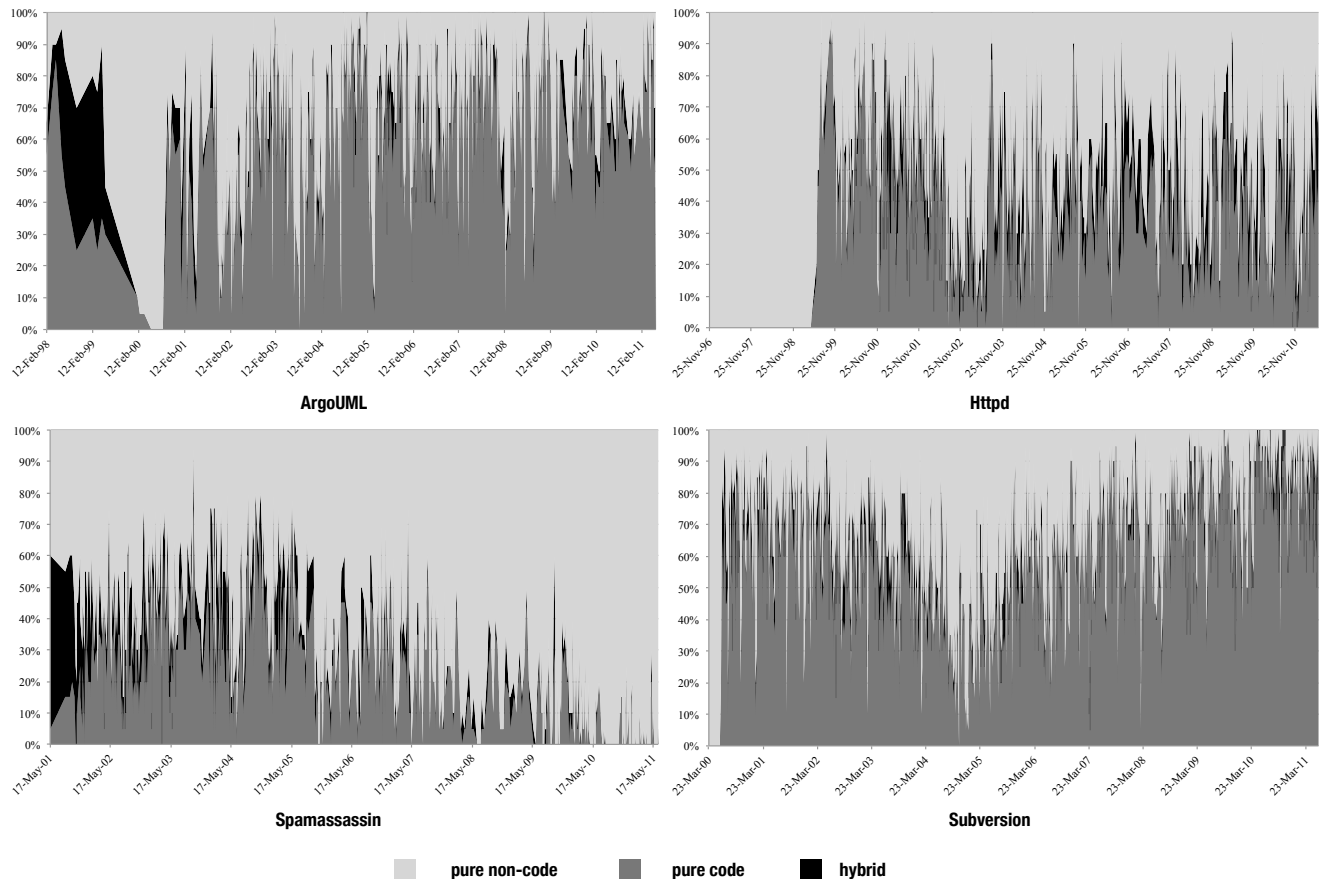 100%
90%
80%
70%
60%
50%
40%
30%
20%
10%
0%
12-Feb-98
12-Feb-99
12-Feb-00
12-Feb-01
12-Feb-02
12-Feb-03
12-Feb-04
12-Feb-05
12-Feb-06
12-Feb-07
12-Feb-08
12-Feb-09
12-Feb-10
12-Feb-11
ArgoUML
100%
90%
80%
70%
60%
50%
40%
30%
20%
10%
0%
25-Nov-96
25-Nov-97
25-Nov-98
25-Nov-99
25-Nov-00
25-Nov-01
25-Nov-02
25-Nov-03
25-Nov-04
25-Nov-05
25-Nov-06
25-Nov-07
25-Nov-08
25-Nov-09
25-Nov-10
Httpd
100%
90%
80%
70%
60%
50%
40%
30%
20%
10%
0%
17-May-01
17-May-02
17-May-03
17-May-04
17-May-05
17-May-06
17-May-07
17-May-08
17-May-09
17-May-10
17-May-11
Spamassassin
100%
90%
80%
70%
60%
50%
40%
30%
20%
10%
0%
23-Mar-00
23-Mar-01
23-Mar-02
23-Mar-03
23-Mar-04
23-Mar-05
23-Mar-06
23-Mar-07
23-Mar-08
23-Mar-09
23-Mar-10
23-Mar-11
Subversion
pure non-code pure code hybrid